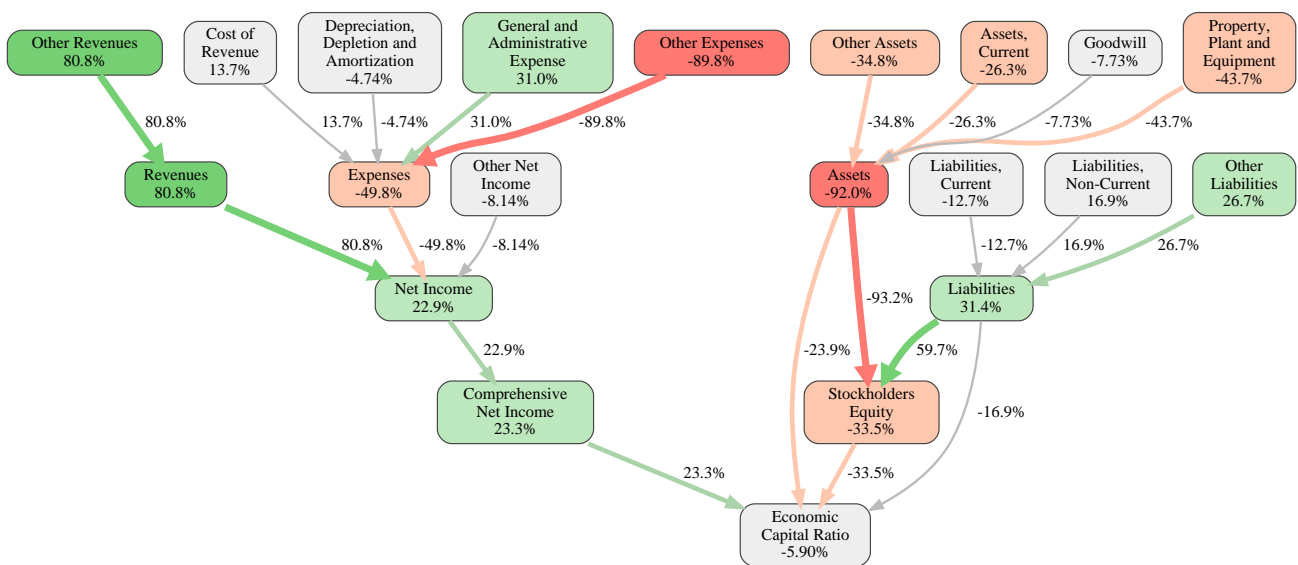 Other Revenues
80.8%
Cost of
Revenue
13.7%
Depreciation,
Depletion and
Amortization
-4.74%
General and
Administrative
Expense
31.0%
Other Expenses
-89.8%
Other Assets
-34.8%
Assets,
Current
-26.3%
Goodwill
-7.73%
Property,
Plant and
Equipment
-43.7%
80.8%
13.7%
-4.74%
31.0%
-89.8%
-34.8%
-26.3%
-7.73%
-43.7%
Revenues
80.8%
Expenses
-49.8%
Other Net
Income
-8.14%
Assets
-92.0%
Liabilities,
Current
-12.7%
Liabilities,
Non-Current
16.9%
Other
Liabilities
26.7%
80.8%
-49.8%
-8.14%
-12.7%
16.9%
26.7%
Net Income
22.9%
-93.2%
Liabilities
31.4%
22.9%
-23.9%
59.7%
Comprehensive
Net Income
23.3%
Stockholders
Equity
-33.5%
-16.9%
23.3%
-33.5%
Economic
Capital Ratio
-5.90%